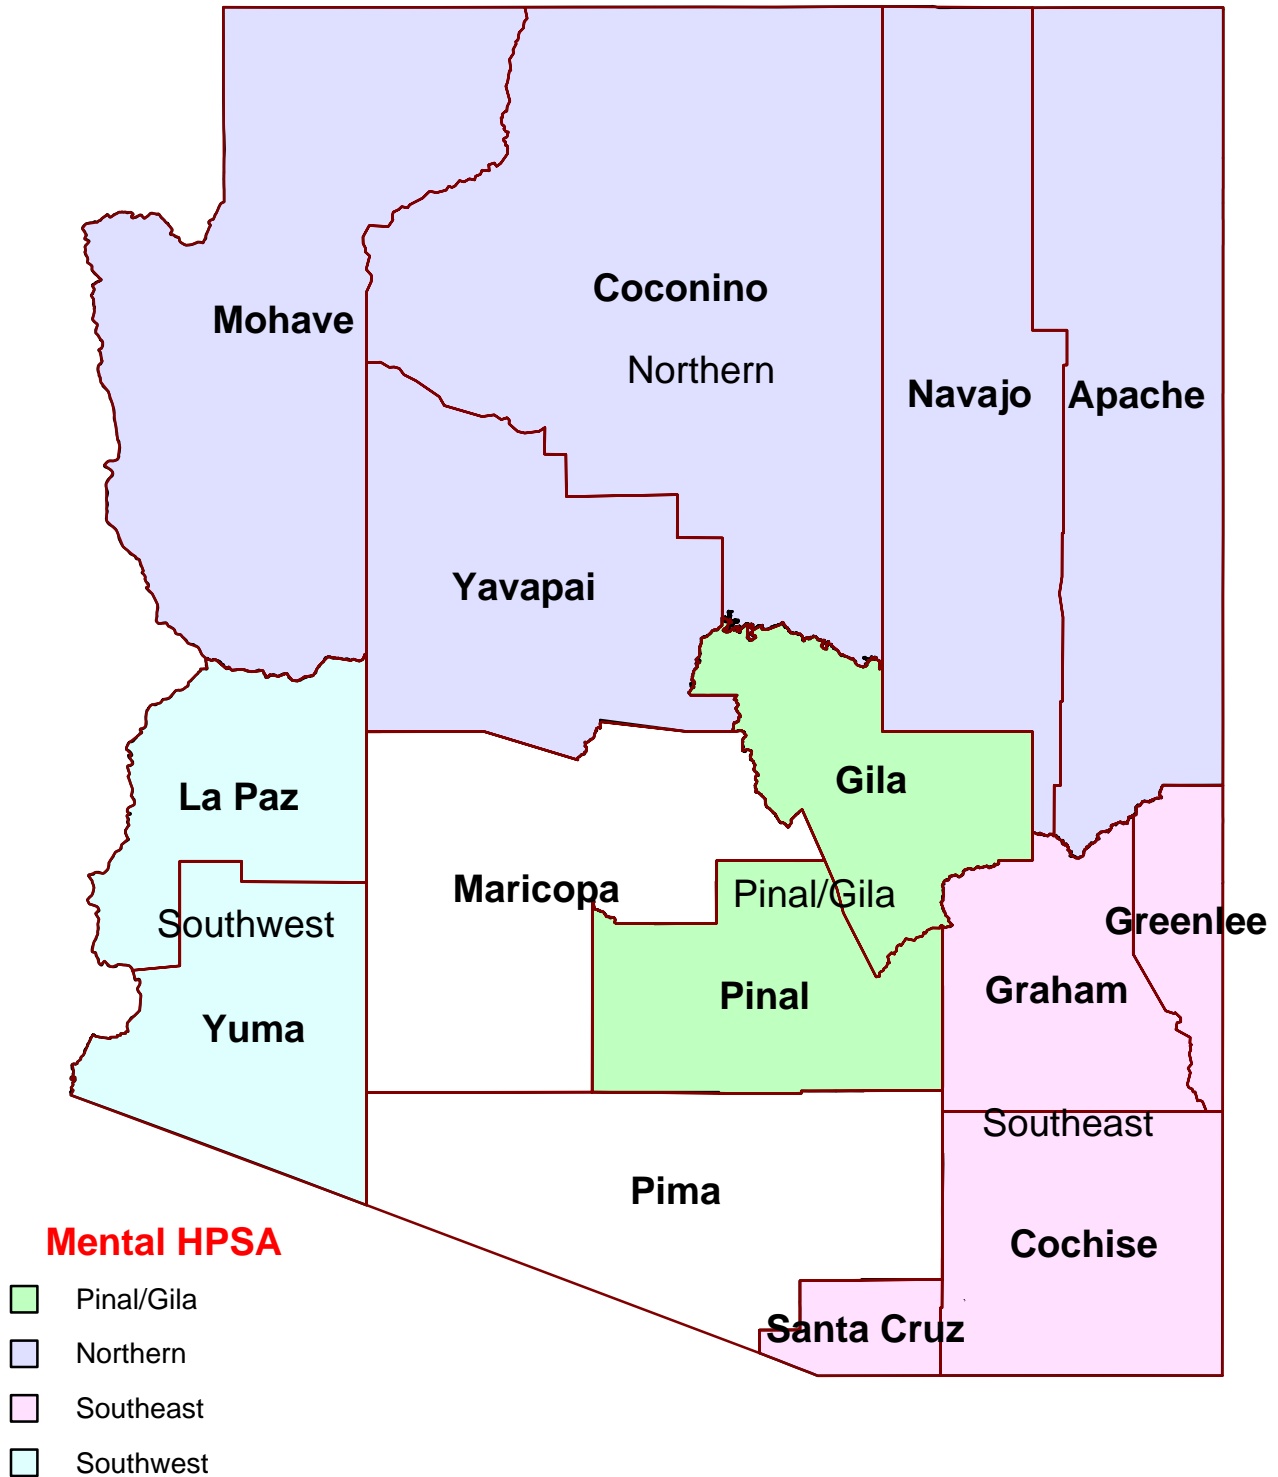 Coconino
Mohave
Northern
Navajo
Apache
Yavapai
Gila
La Paz
Maricopa
Pinal/Gila
Southwest
Greenlee
Graham
Pinal
Yuma
Southeast
Pima
Cochise
Santa Cruz
Mental HPSA
Pinal/Gila
Northern
Southeast
Southwest